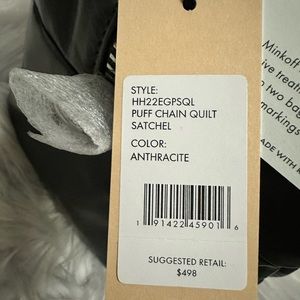 STYLE:
HH22EGPSQL
PUFF CHAIN QUILT
SATCHEL
COLOR:
ANTHRACITE
1 91422 45901 6
SUGGESTED RETAIL:
$498
Minkoff
ive treatm
n two bag
markings
ADE WITH